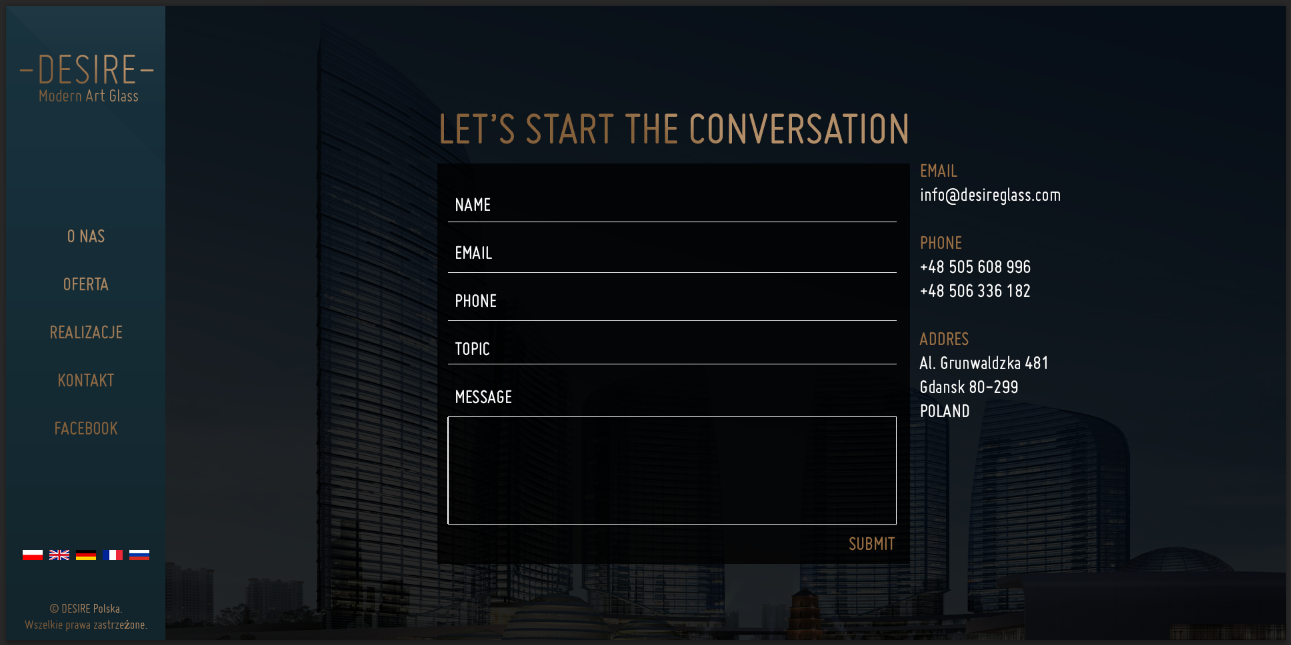 -DESIRE-
Modern Art Glass
O NAS
OFERTA
REALIZACJE
KONTAKT
FACEBOOK
© DESIRE Polska.
Wszelkie prawa zastrzeżone.
LET'S START THE CONVERSATION
NAME
EMAIL
PHONE
TOPIC
MESSAGE
SUBMIT
EMAIL
info@desireglass.com
PHONE
+48 505 608 996
+48 506 336 182
ADDRES
Al. Grunwaldzka 481
Gdansk 80-299
POLAND